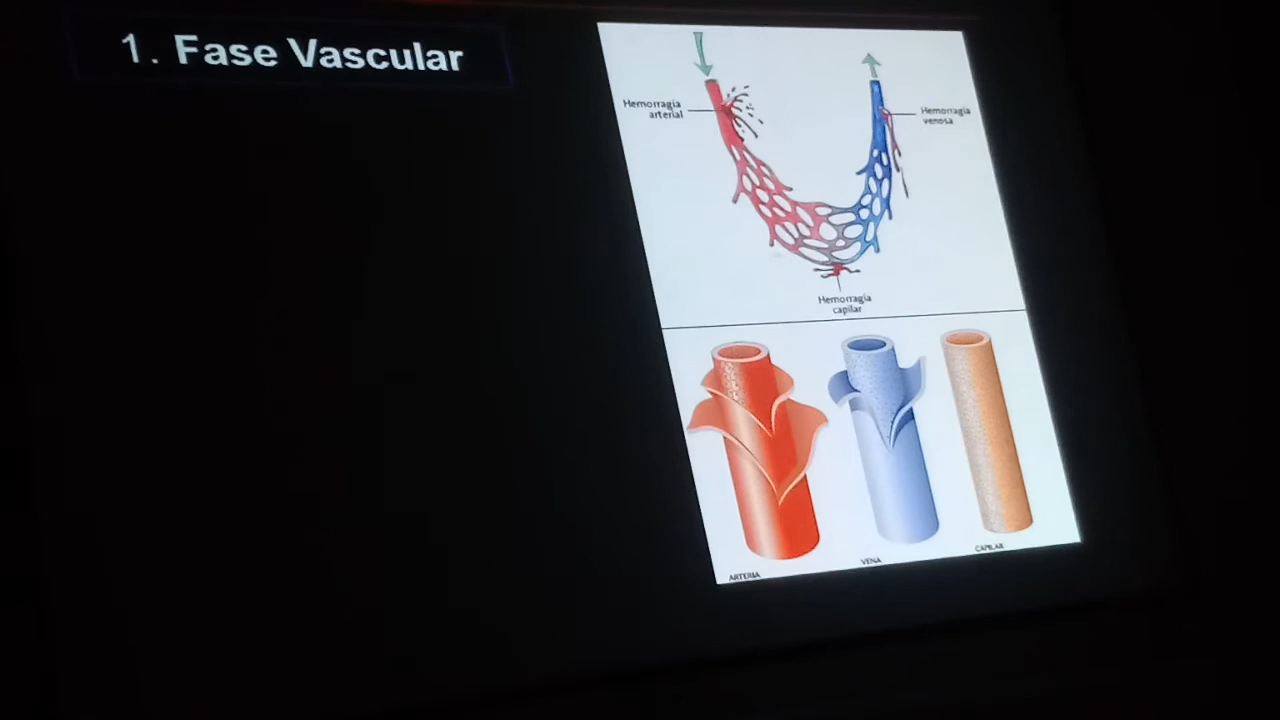 1. Fase Vascular
Hemorragia
arterial
Hemorragia
venosa
Hemorragia
capilar
ARTERIA
VENA
CAPILAR